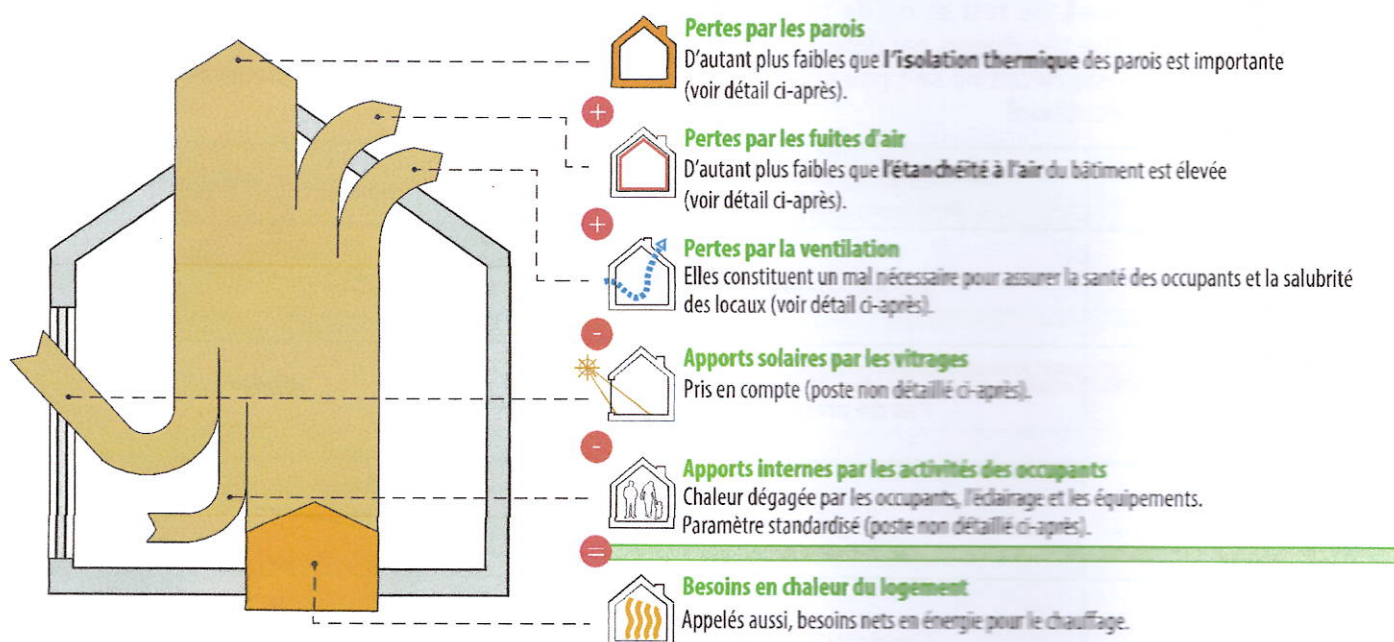 Pertes par les parois
D'autant plus faibles que l'isolation thermique des parois est importante
(voir détail ci-après).
+
Pertes par les fuites d'air
D'autant plus faibles que l'étanchéité à l'air du bâtiment est élevée
(voir détail ci-après).
+
Pertes par la ventilation
Elles constituent un mal nécessaire pour assurer la santé des occupants et la salubrité
des locaux (voir détail ci-après).
-
Apports solaires par les vitrages
Pris en compte (poste non détaillé ci-après).
-
Apports internes par les activités des occupants
Chaleur dégagée par les occupants, l'éclairage et les équipements.
Paramètre standardisé (poste non détaillé ci-après).
=
Besoins en chaleur du logement
Appelés aussi, besoins nets en énergie pour le chauffage.